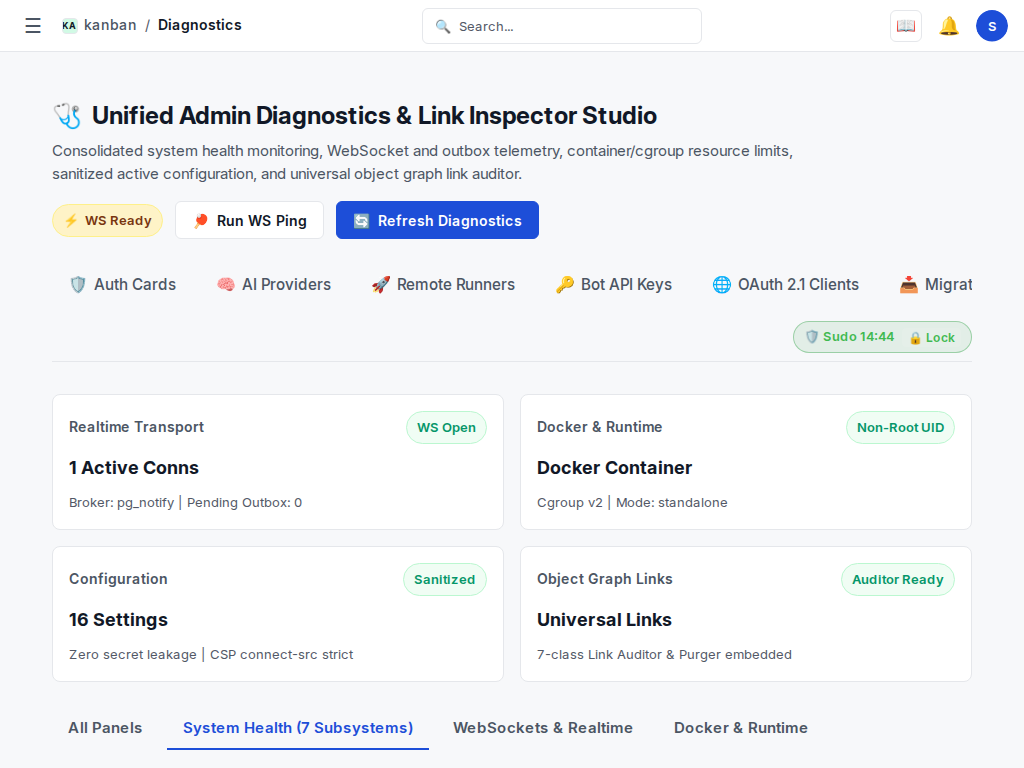 KA kanban / Diagnostics
Search...
S
Unified Admin Diagnostics & Link Inspector Studio
Consolidated system health monitoring, WebSocket and outbox telemetry, container/cgroup resource limits,
sanitized active configuration, and universal object graph link auditor.
WS Ready
Run WS Ping
Refresh Diagnostics
Auth Cards
AI Providers
Remote Runners
Bot API Keys
OAuth 2.1 Clients
Migrat
Sudo 14:44
Lock
Realtime Transport
WS Open
1 Active Conns
Broker: pg_notify | Pending Outbox: 0
Docker & Runtime
Non-Root UID
Docker Container
Cgroup v2 | Mode: standalone
Configuration
Sanitized
16 Settings
Zero secret leakage | CSP connect-src strict
Object Graph Links
Auditor Ready
Universal Links
7-class Link Auditor & Purger embedded
All Panels
System Health (7 Subsystems)
WebSockets & Realtime
Docker & Runtime